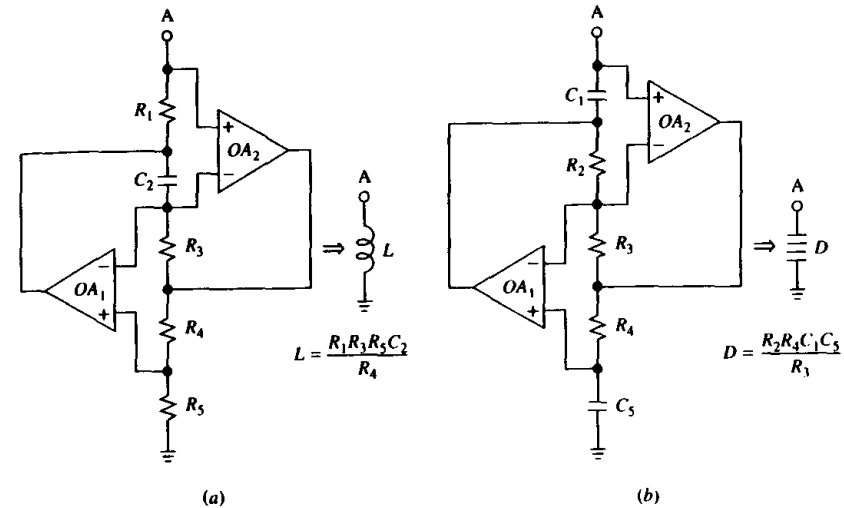 A
R₁
+
OA₂
−
C₂
A
R₃
⇒
L
−
OA₁
+
R₄
L = R₁R₃R₅C₂ / R₄
R₅
(a)
A
C₁
+
OA₂
R₂
−
A
R₃
⇒
D
−
OA₁
+
R₄
D = R₂R₄C₁C₅ / R₃
C₅
(b)